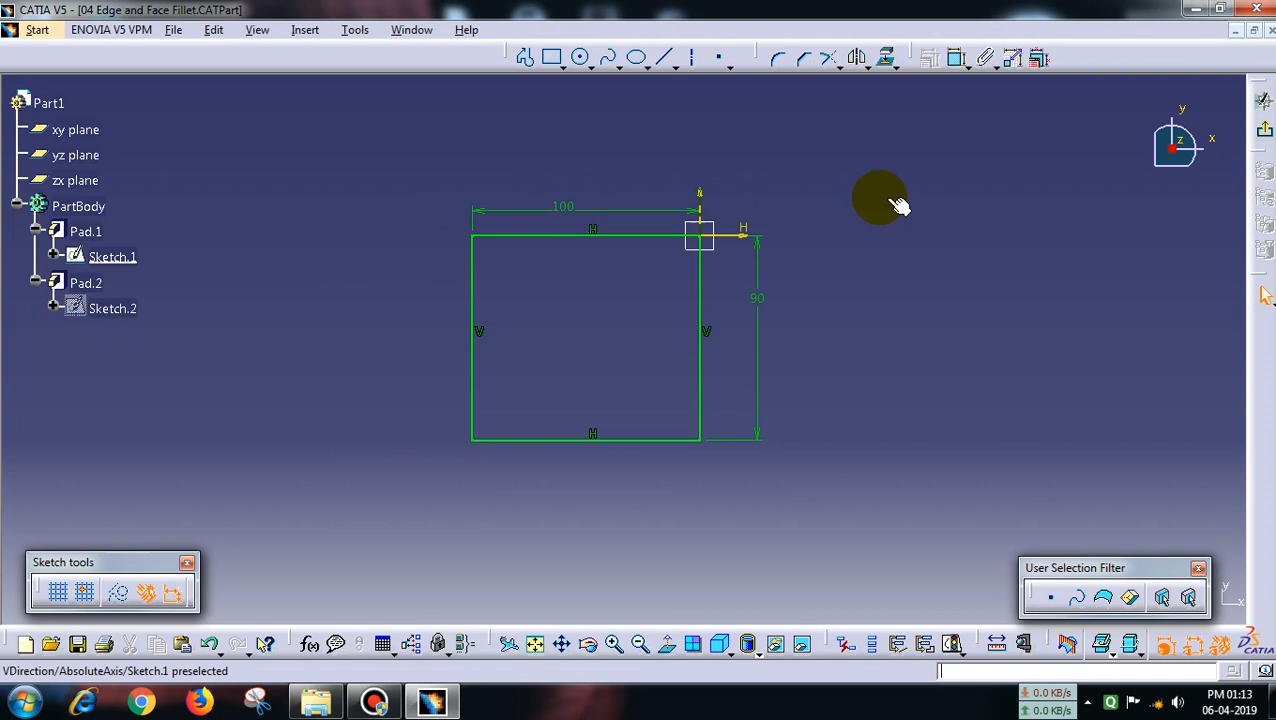 CATIA V5 - [04 Edge and Face Fillet.CATPart]
Start ENOVIA V5 VPM File Edit View Insert Tools Window Help
Part1
xy plane
yz plane
zx plane
PartBody
Pad.1
Sketch.1
Pad.2
Sketch.2
y
z
x
100
H
H
90
V
V
H
Sketch tools
User Selection Filter
y
x
f(x)
CATIA
VDirection/AbsoluteAxis/Sketch.1 preselected
0.0 KB/s
0.0 KB/s
PM 01:13
06-04-2019